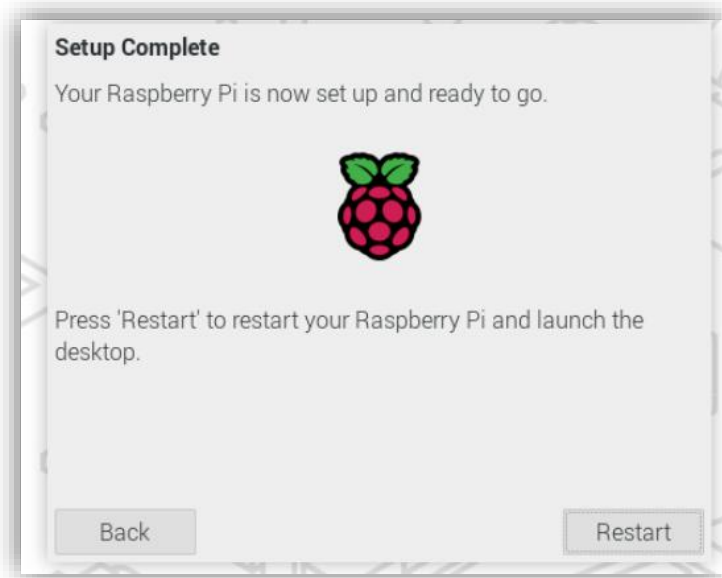 Setup Complete
Your Raspberry Pi is now set up and ready to go.
Press 'Restart' to restart your Raspberry Pi and launch the
desktop.
Back
Restart